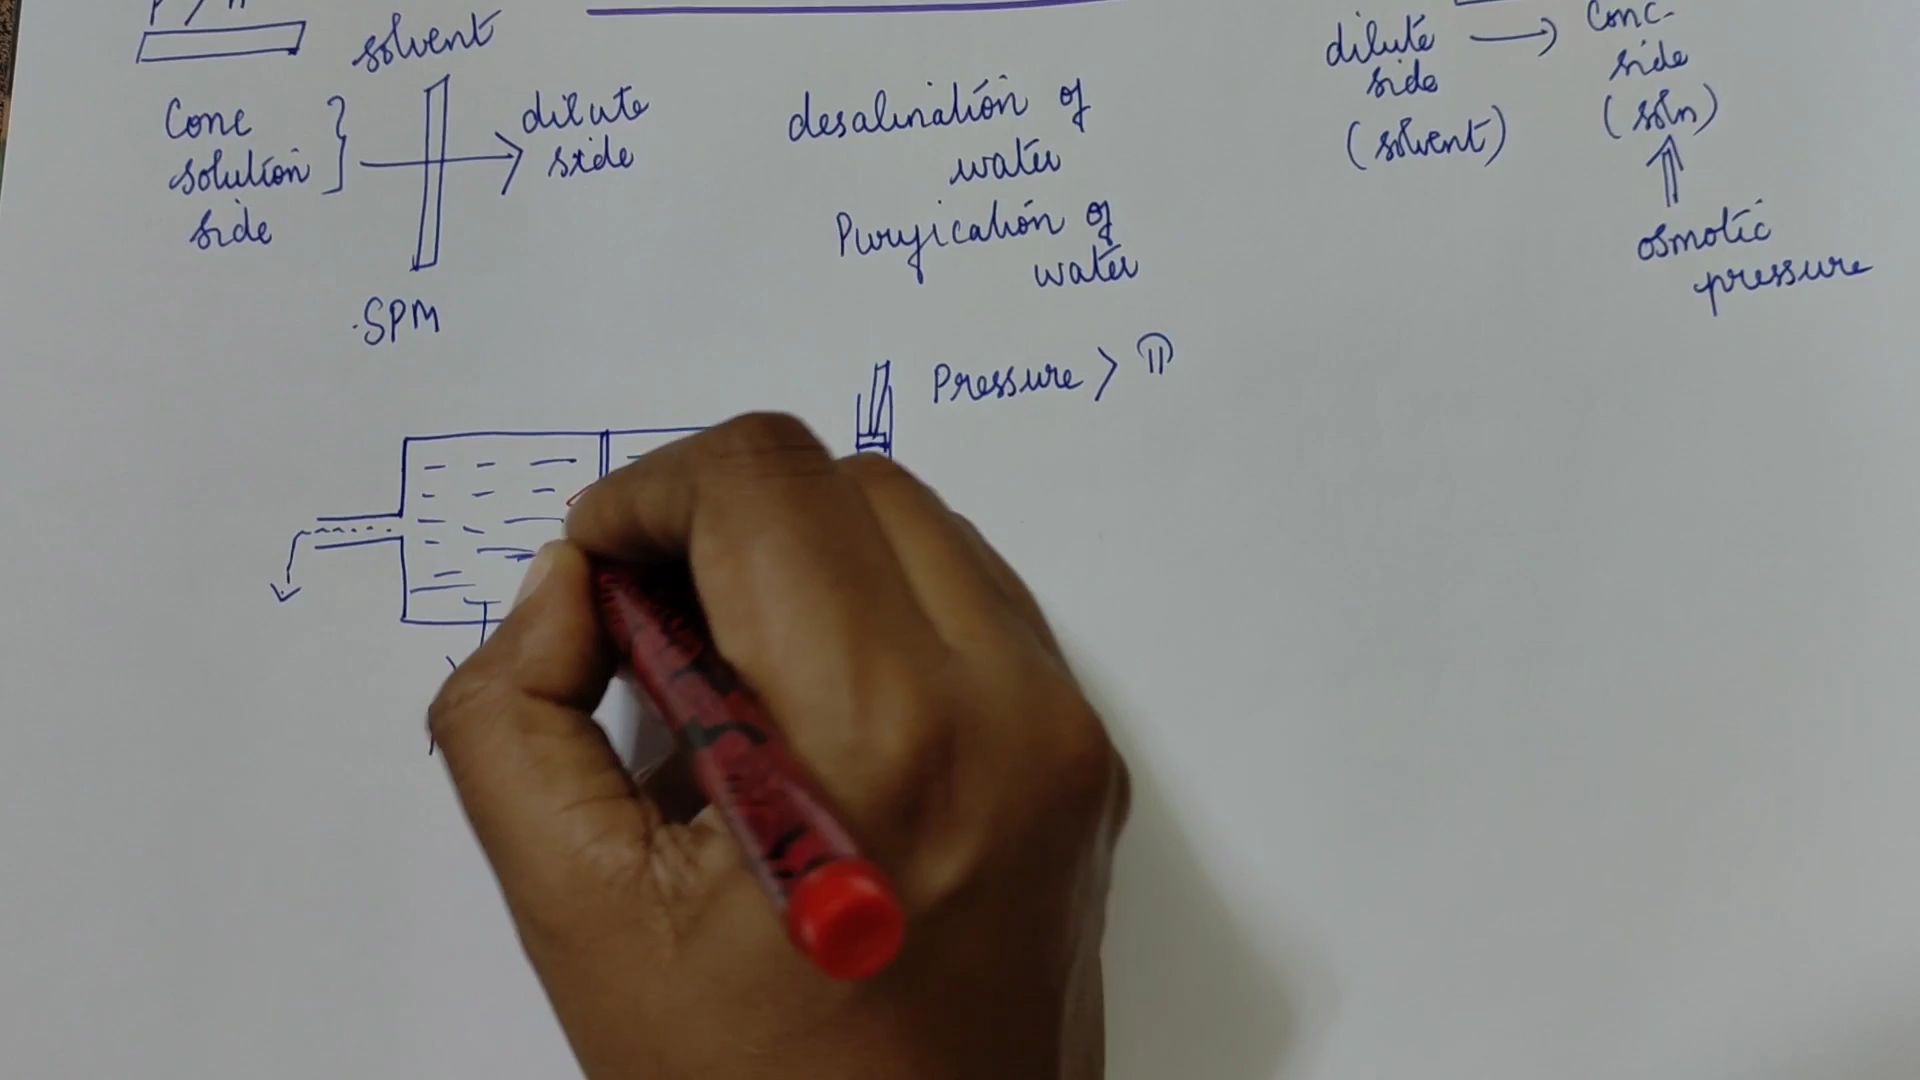 solvent
Conc
solution
side
dilute
side
SPM
desalination of
water
Purification of
water
dilute → Conc-
side side
(solvent) (soln)
osmotic
pressure
Pressure > π